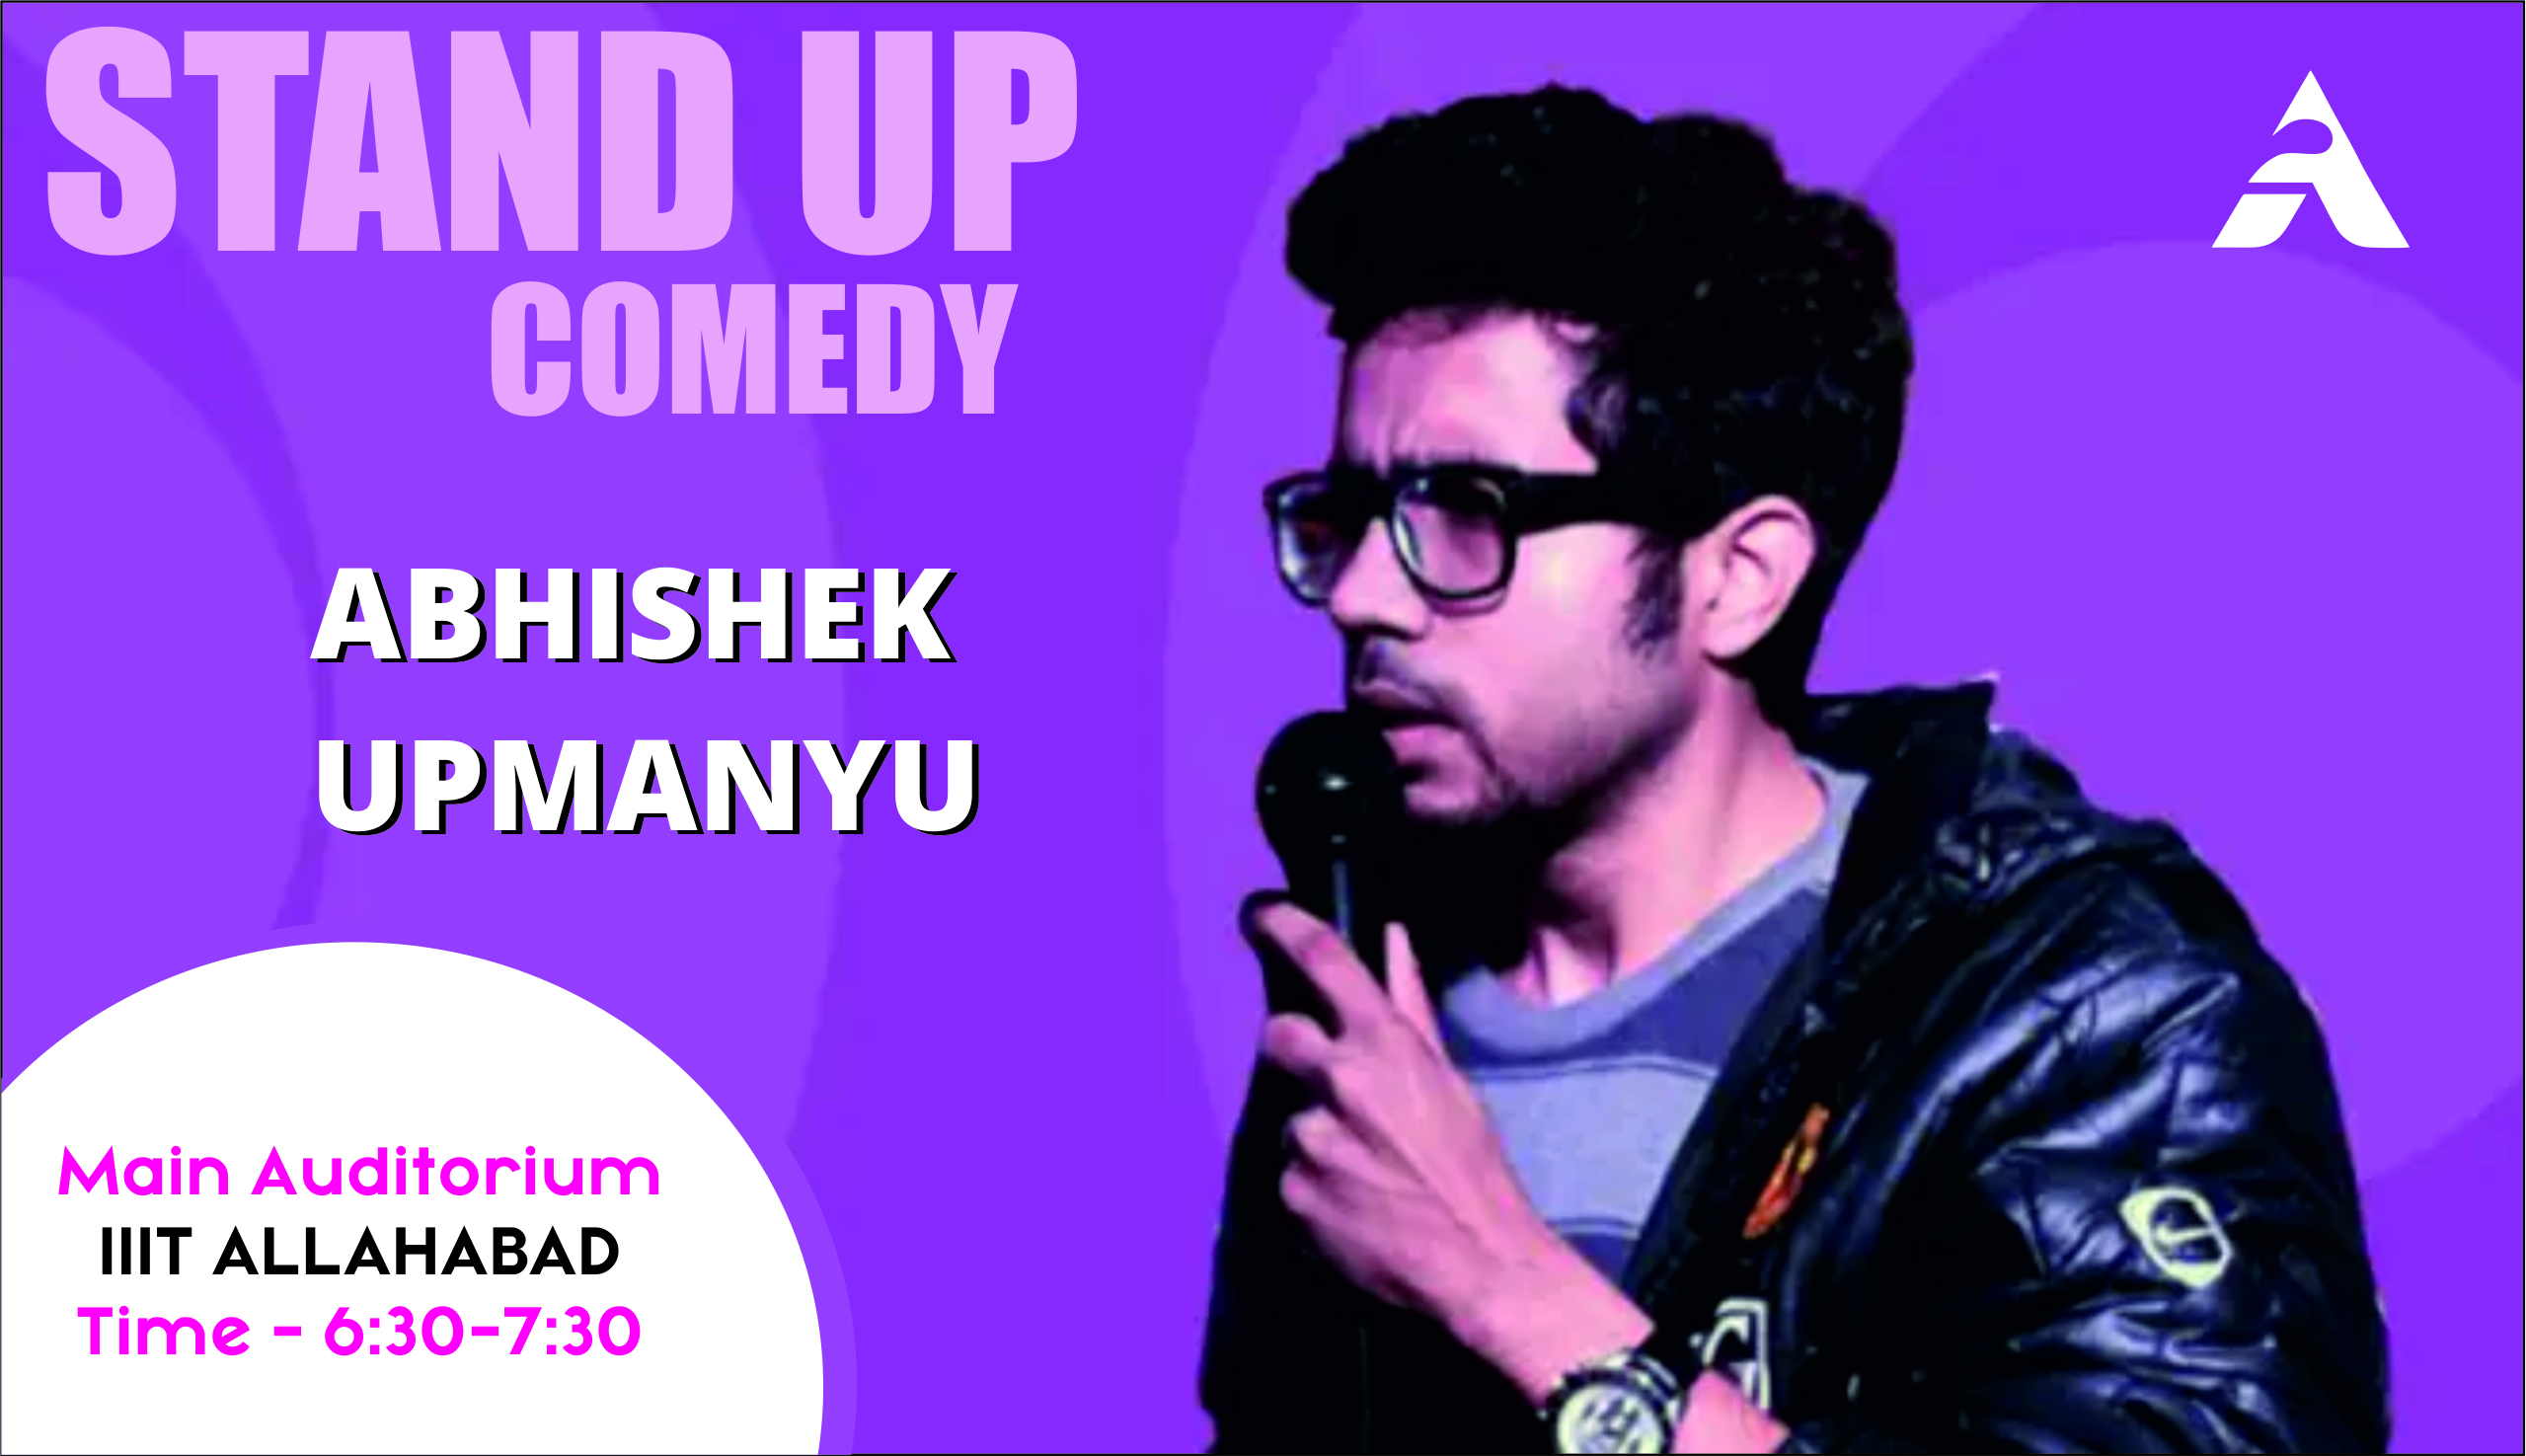 STAND UP
COMEDY
ABHISHEK
UPMANYU
Main Auditorium
IIIT ALLAHABAD
Time - 6:30-7:30